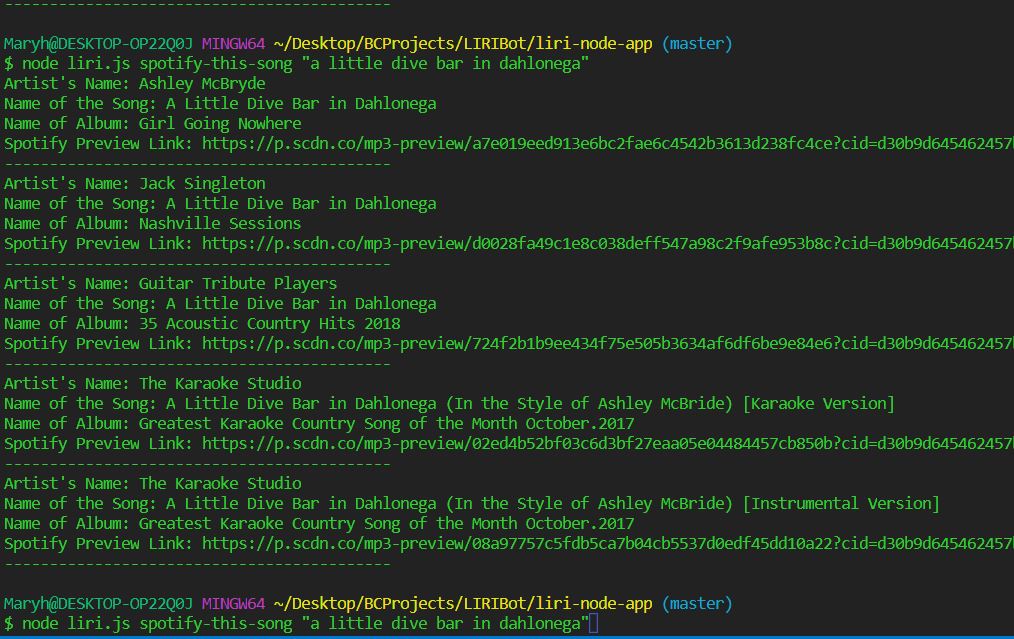 -------------------------------------------
Maryh@DESKTOP-OP22Q0J MINGW64 ~/Desktop/BCProjects/LIRIBot/liri-node-app (master)
$ node liri.js spotify-this-song "a little dive bar in dahlonega"
Artist's Name: Ashley McBryde
Name of the Song: A Little Dive Bar in Dahlonega
Name of Album: Girl Going Nowhere
Spotify Preview Link: https://p.scdn.co/mp3-preview/a7e019eed913e6bc2fae6c4542b3613d238fc4ce?cid=d30b9d645462457
-------------------------------------------
Artist's Name: Jack Singleton
Name of the Song: A Little Dive Bar in Dahlonega
Name of Album: Nashville Sessions
Spotify Preview Link: https://p.scdn.co/mp3-preview/d0028fa49c1e8c038deff547a98c2f9afe953b8c?cid=d30b9d645462457
-------------------------------------------
Artist's Name: Guitar Tribute Players
Name of the Song: A Little Dive Bar in Dahlonega
Name of Album: 35 Acoustic Country Hits 2018
Spotify Preview Link: https://p.scdn.co/mp3-preview/724f2b1b9ee434f75e505b3634af6df6be9e84e6?cid=d30b9d645462457
-------------------------------------------
Artist's Name: The Karaoke Studio
Name of the Song: A Little Dive Bar in Dahlonega (In the Style of Ashley McBride) [Karaoke Version]
Name of Album: Greatest Karaoke Country Song of the Month October.2017
Spotify Preview Link: https://p.scdn.co/mp3-preview/02ed4b52bf03c6d3bf27eaa05e04484457cb850b?cid=d30b9d645462457
-------------------------------------------
Artist's Name: The Karaoke Studio
Name of the Song: A Little Dive Bar in Dahlonega (In the Style of Ashley McBride) [Instrumental Version]
Name of Album: Greatest Karaoke Country Song of the Month October.2017
Spotify Preview Link: https://p.scdn.co/mp3-preview/08a97757c5fdb5ca7b04cb5537d0edf45dd10a22?cid=d30b9d645462457
-------------------------------------------
Maryh@DESKTOP-OP22Q0J MINGW64 ~/Desktop/BCProjects/LIRIBot/liri-node-app (master)
$ node liri.js spotify-this-song "a little dive bar in dahlonega"